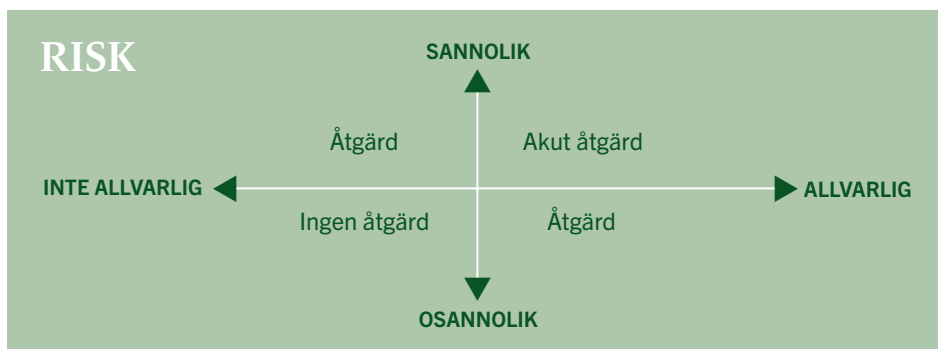 RISK
SANNOLIK
Åtgärd
Akut åtgärd
INTE ALLVARLIG
ALLVARLIG
Ingen åtgärd
Åtgärd
OSANNOLIK